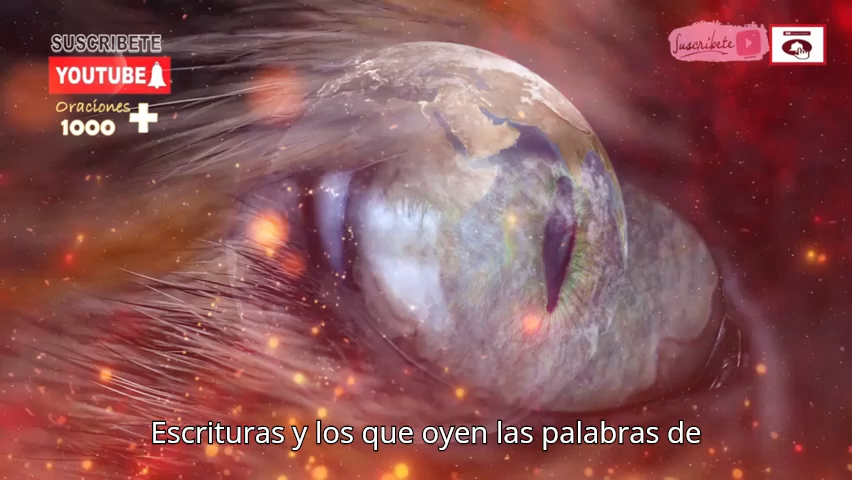 SUSCRIBETE
YOUTUBE
Oraciones
1000 +
Suscribete
Escrituras y los que oyen las palabras de